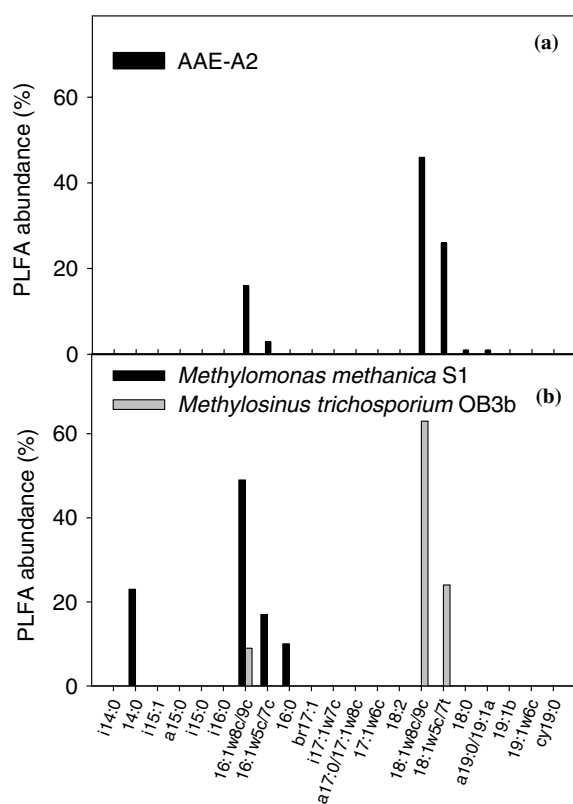 (a)
AAE-A2
PLFA abundance (%)
60
40
20
0
Methylomonas methanica S1
Methylosinus trichosporium OB3b
(b)
PLFA abundance (%)
60
40
20
0
i14:0
14:0
i15:1
a15:0
i15:0
i16:0
16:1w8c/9c
16:1w5c/7c
16:0
br17:1
i17:1w7c
a17:0/17:1w8c
17:1w6c
18:2
18:1w8c/9c
18:1w5c/7t
18:0
a19:0/19:1a
19:1b
19:1w6c
cy19:0